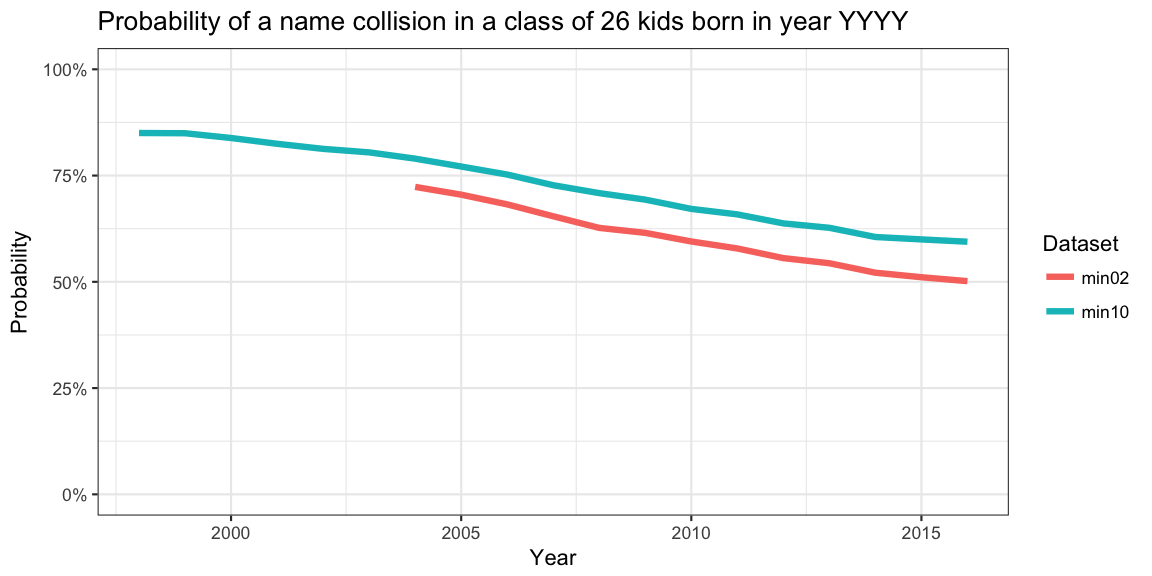 Probability of a name collision in a class of 26 kids born in year YYYY
100%
75%
50%
25%
0%
Probability
2000 2005 2010 2015
Year
Dataset
min02
min10